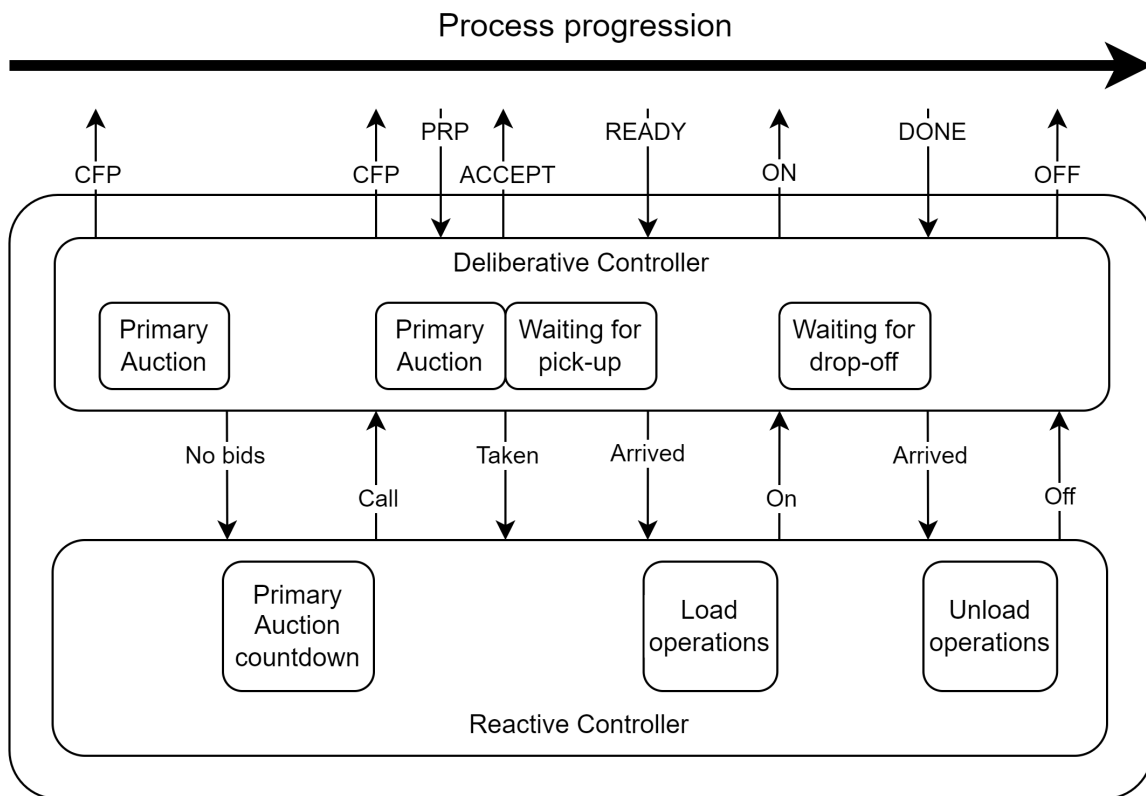 Process progression
PRP
READY
DONE
CFP
CFP
ACCEPT
ON
OFF
Deliberative Controller
Primary
Auction
Primary
Auction
Waiting for
pick-up
Waiting for
drop-off
No bids
Taken
Arrived
Arrived
Call
On
Off
Primary
Auction
countdown
Load
operations
Unload
operations
Reactive Controller